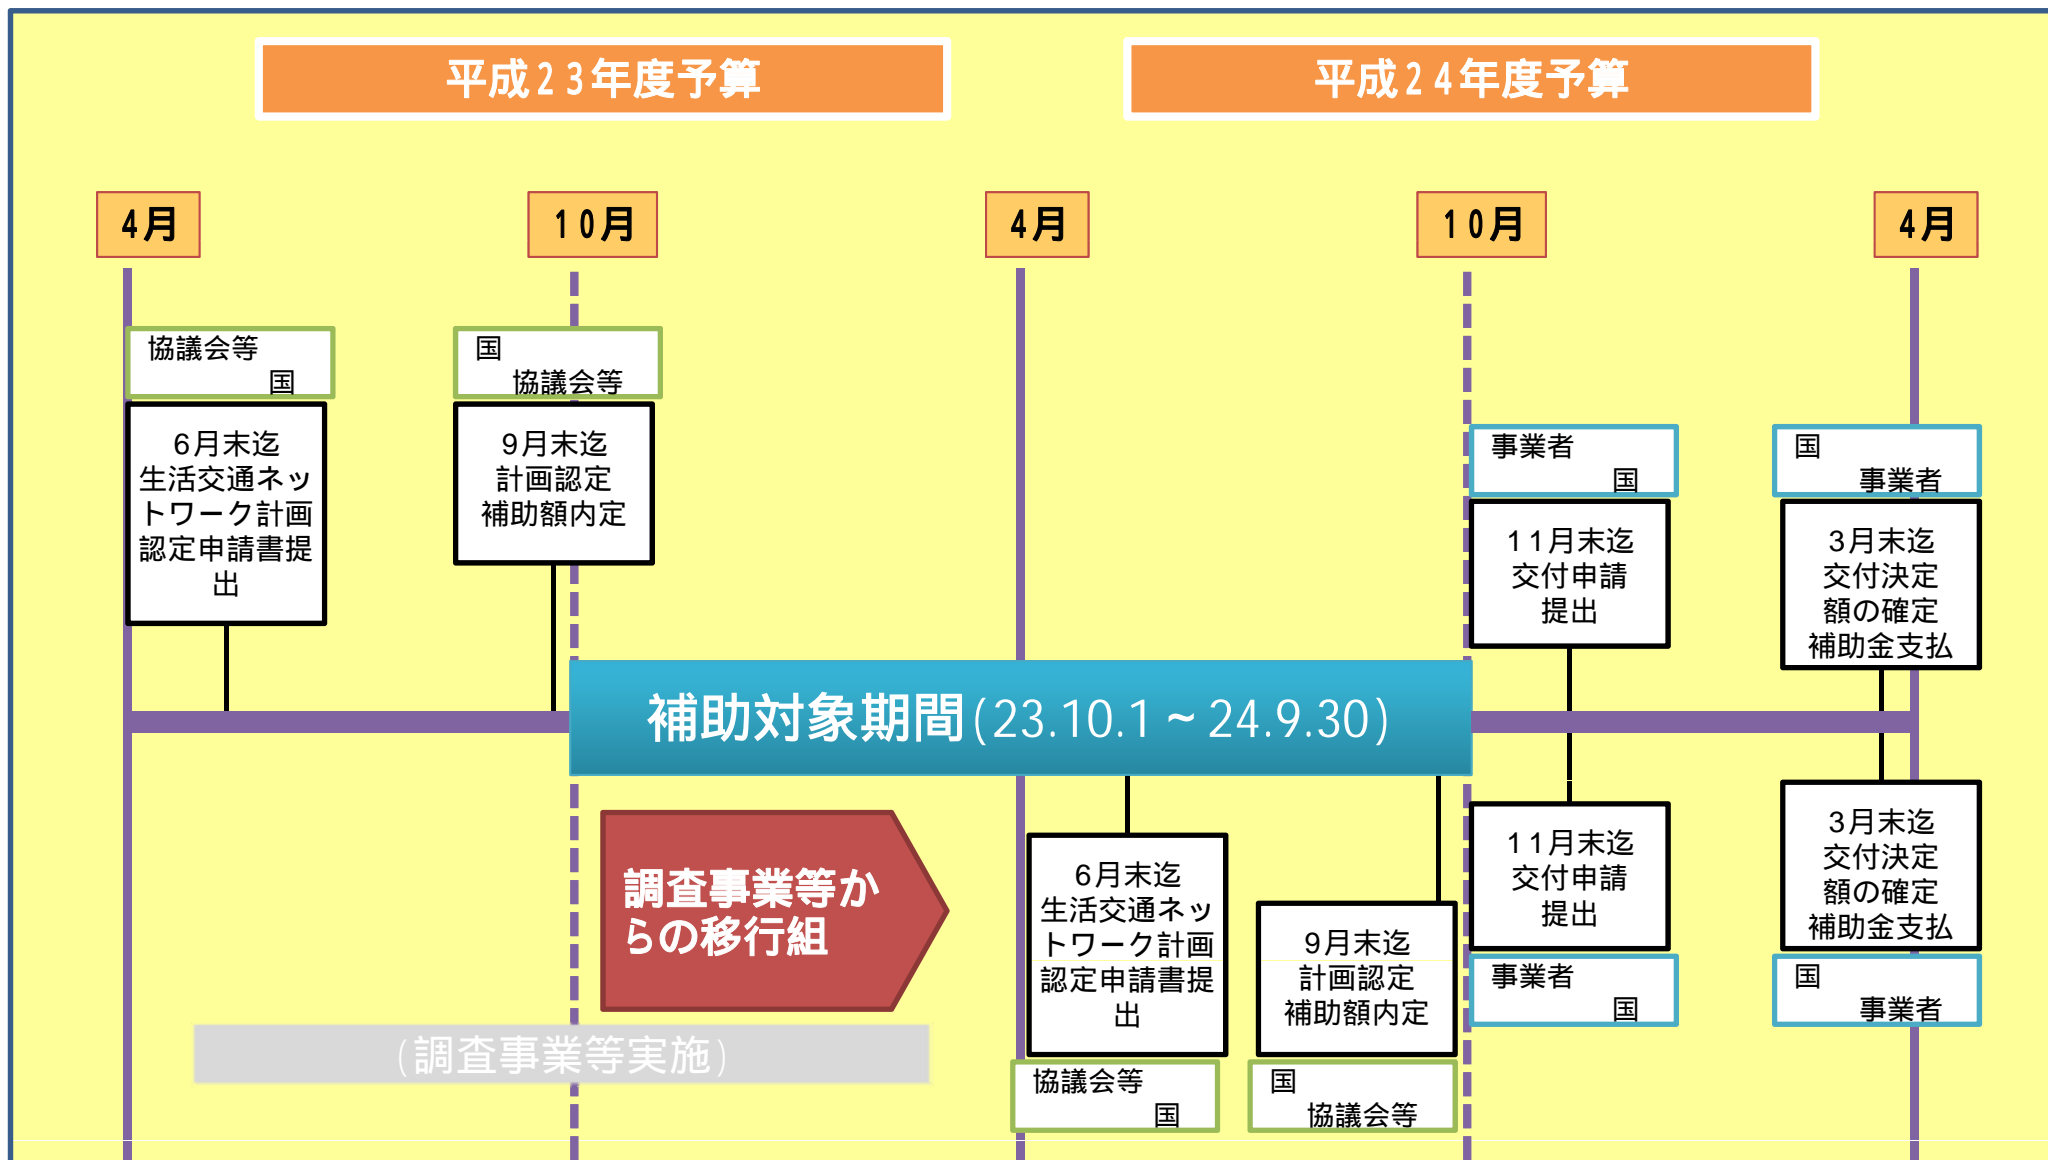 平成２３年度予算
平成２４年度予算
4月
１０月
4月
１０月
4月
協議会等
国
6月末迄
生活交通ネッ
トワーク計画
認定申請書提
出
国
協議会等
9月末迄
計画認定
補助額内定
事業者
国
11月末迄
交付申請
提出
国
事業者
3月末迄
交付決定
額の確定
補助金支払
補助対象期間(23.10.1～24.9.30)
調査事業等か
らの移行組
(調査事業等実施)
6月末迄
生活交通ネッ
トワーク計画
認定申請書提
出
協議会等
国
9月末迄
計画認定
補助額内定
国
協議会等
11月末迄
交付申請
提出
事業者
国
3月末迄
交付決定
額の確定
補助金支払
国
事業者